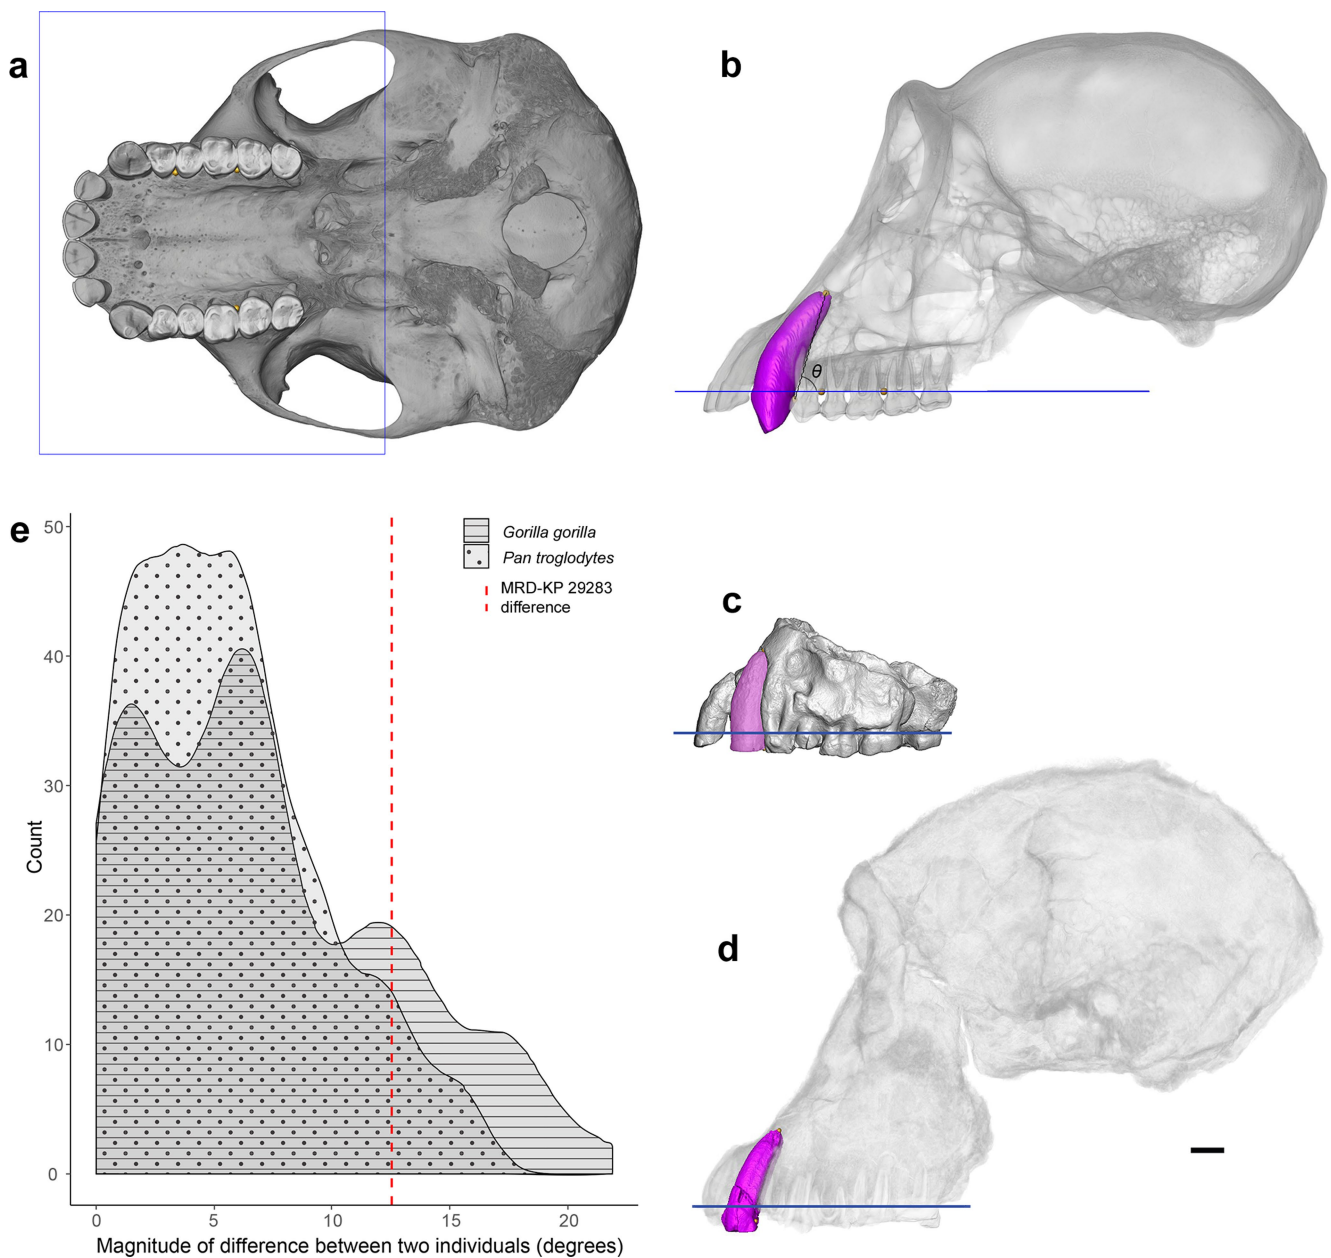 a
b
θ
e
50
40
30
20
10
0
Count
Gorilla gorilla
Pan troglodytes
MRD-KP 29283
difference
0 5 10 15 20
Magnitude of difference between two individuals (degrees)
c
d